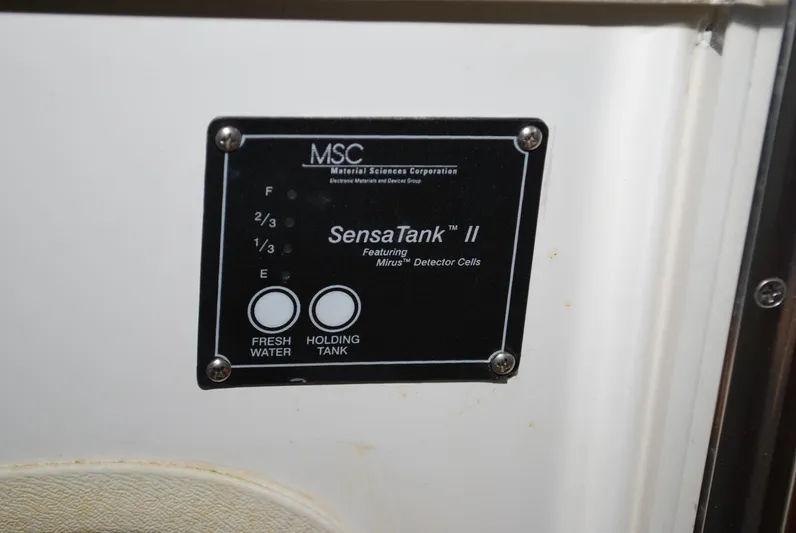 MSC
Material Sciences Corporation
Electronic Materials and Devices Group
F
2/3
1/3
E
SensaTank™ II
Featuring
Mirus™ Detector Cells
FRESH
WATER
HOLDING
TANK